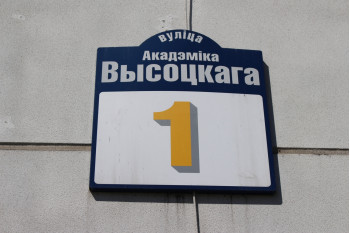 вуліца
Акадэміка
Высоцкага
1